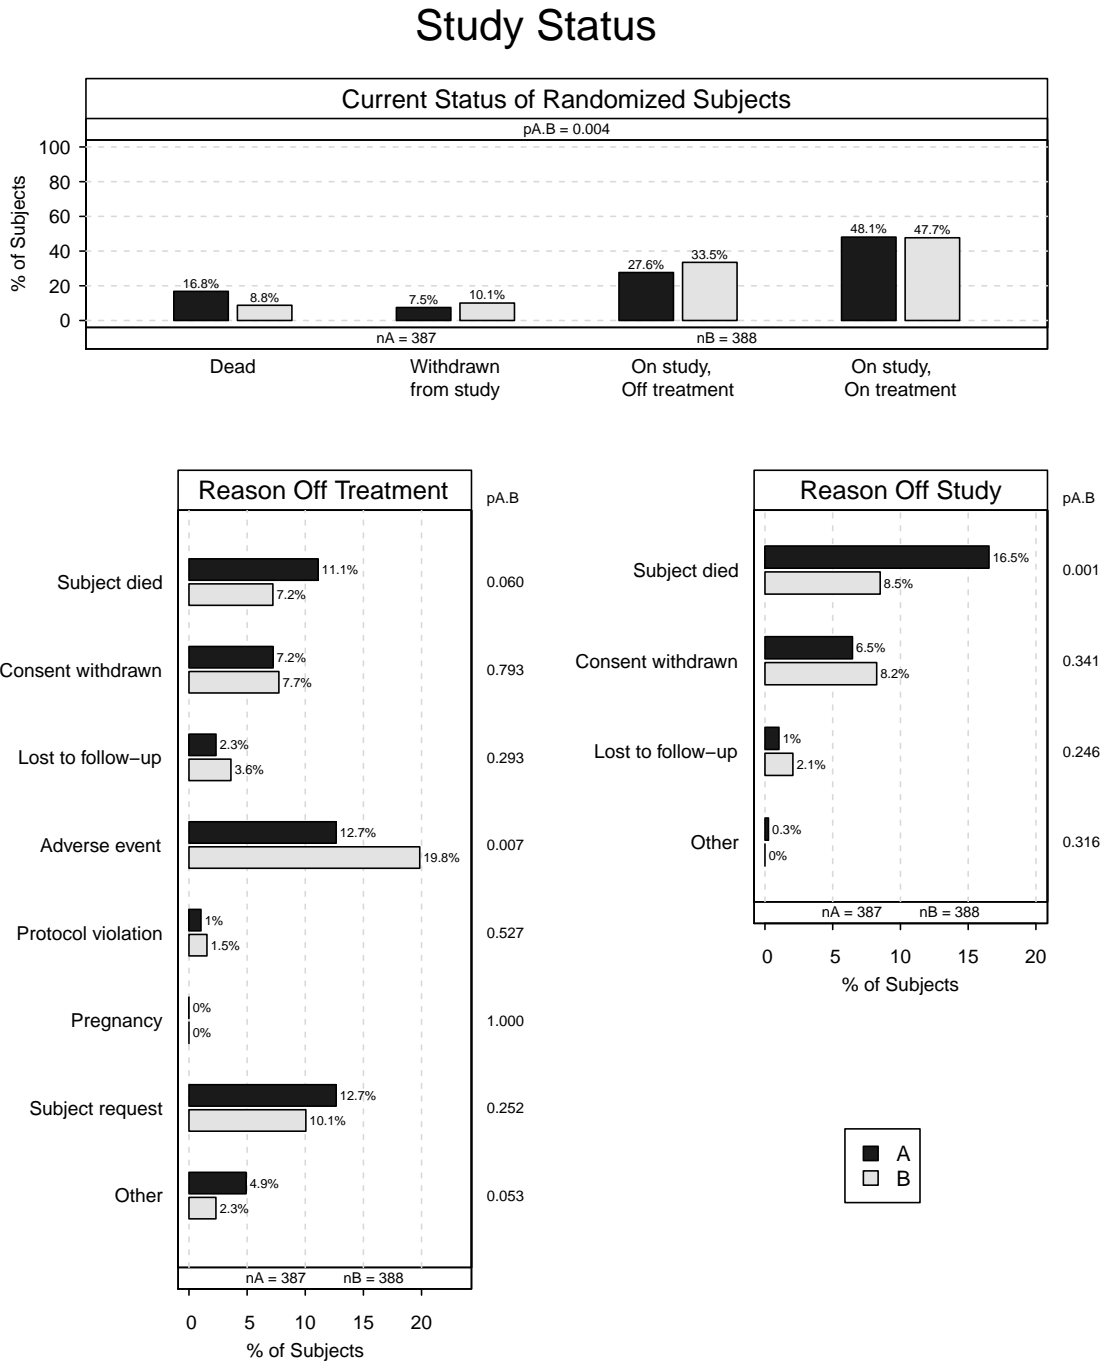 Study Status
Current Status of Randomized Subjects
pA.B = 0.004
% of Subjects
100
80
60
40
20
0
16.8%
8.8%
7.5%
10.1%
27.6%
33.5%
48.1%
47.7%
nA = 387 nB = 388
Dead
Withdrawn
from study
On study,
Off treatment
On study,
On treatment
Reason Off Treatment
pA.B
Subject died
11.1%
7.2%
0.060
Consent withdrawn
7.2%
7.7%
0.793
Lost to follow−up
2.3%
3.6%
0.293
Adverse event
12.7%
19.8%
0.007
Protocol violation
1%
1.5%
0.527
Pregnancy
0%
0%
1.000
Subject request
12.7%
10.1%
0.252
Other
4.9%
2.3%
0.053
nA = 387 nB = 388
0 5 10 15 20
% of Subjects
Reason Off Study
pA.B
Subject died
16.5%
8.5%
0.001
Consent withdrawn
6.5%
8.2%
0.341
Lost to follow−up
1%
2.1%
0.246
Other
0.3%
0%
0.316
nA = 387 nB = 388
0 5 10 15 20
% of Subjects
A
B